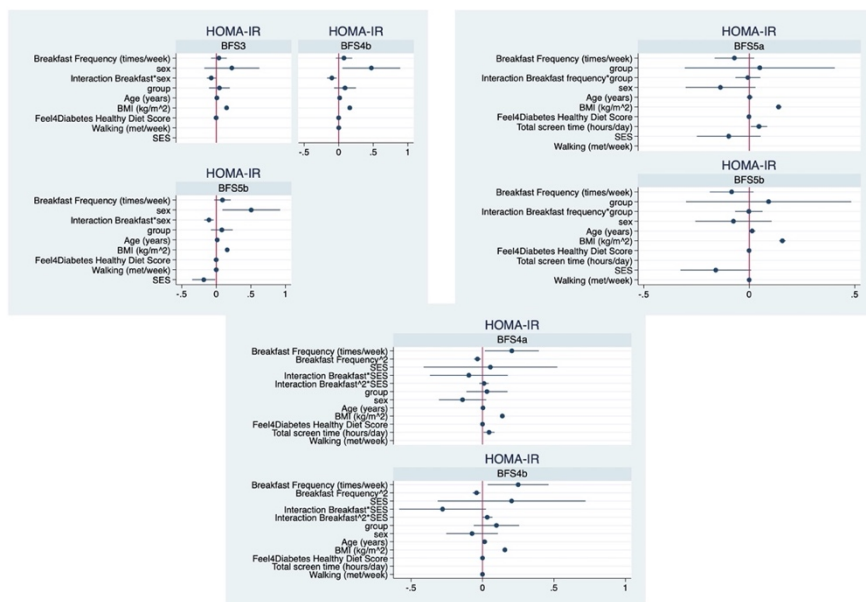 HOMA-IR HOMA-IR
BFS3 BFS4b
Breakfast Frequency (times/week)
sex
Interaction Breakfast*sex
group
Age (years)
BMI (kg/m^2)
Feel4Diabetes Healthy Diet Score
Walking (met/week)
SES
-.5 0 .5 1
HOMA-IR
BFS5b
Breakfast Frequency (times/week)
sex
Interaction Breakfast*sex
group
Age (years)
BMI (kg/m^2)
Feel4Diabetes Healthy Diet Score
Walking (met/week)
SES
-.5 0 .5 1
HOMA-IR
BFS5a
Breakfast Frequency (times/week)
group
Interaction Breakfast frequency*group
sex
Age (years)
BMI (kg/m^2)
Feel4Diabetes Healthy Diet Score
Total screen time (hours/day)
SES
Walking (met/week)
HOMA-IR
BFS5b
Breakfast Frequency (times/week)
group
Interaction Breakfast frequency*group
sex
Age (years)
BMI (kg/m^2)
Feel4Diabetes Healthy Diet Score
Total screen time (hours/day)
SES
Walking (met/week)
-.5 0 .5
HOMA-IR
BFS4a
Breakfast Frequency (times/week)
Breakfast Frequency^2
SES
Interaction Breakfast*SES
Interaction Breakfast^2*SES
group
sex
Age (years)
BMI (kg/m^2)
Feel4Diabetes Healthy Diet Score
Total screen time (hours/day)
Walking (met/week)
HOMA-IR
BFS4b
Breakfast Frequency (times/week)
Breakfast Frequency^2
SES
Interaction Breakfast*SES
Interaction Breakfast^2*SES
group
sex
Age (years)
BMI (kg/m^2)
Feel4Diabetes Healthy Diet Score
Total screen time (hours/day)
Walking (met/week)
-.5 0 .5 1